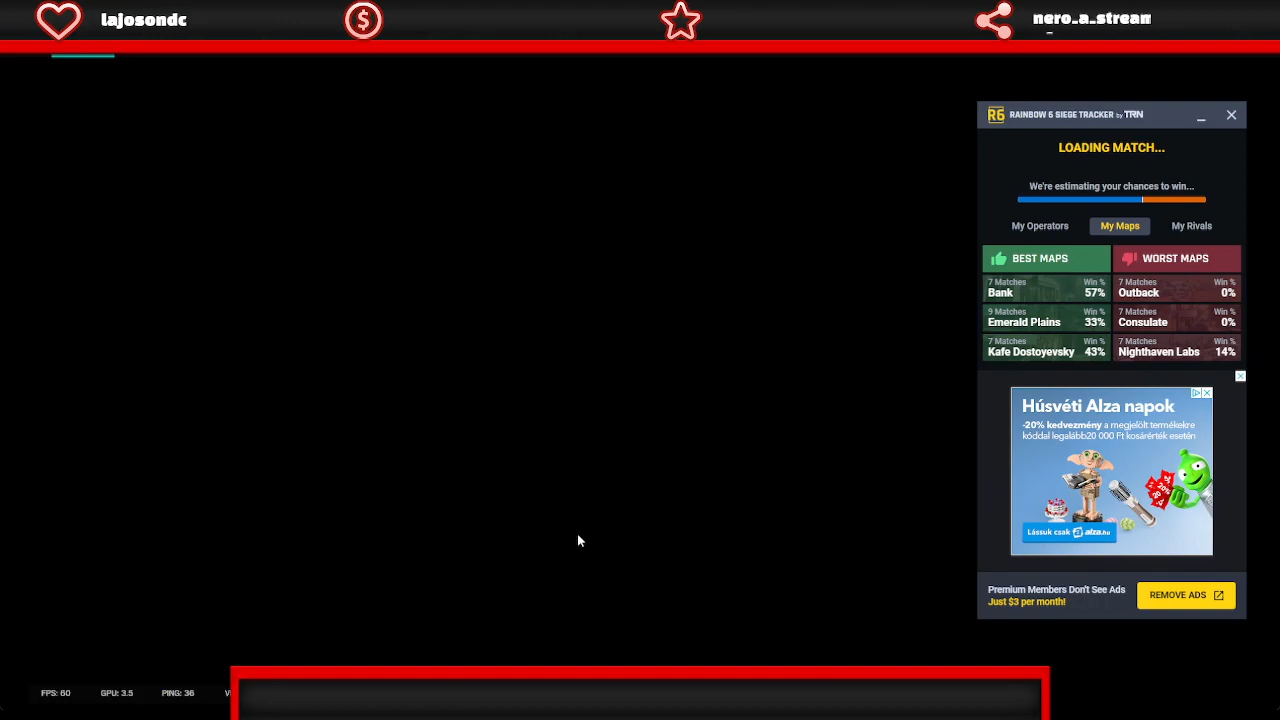 lajosondc
nero_a_stream
R6 RAINBOW 6 SIEGE TRACKER by TRN
LOADING MATCH...
We're estimating your chances to win...
My Operators My Maps My Rivals
BEST MAPS WORST MAPS
7 Matches Win % 7 Matches Win %
Bank 57% Outback 0%
9 Matches Win % 7 Matches Win %
Emerald Plains 33% Consulate 0%
7 Matches Win % 7 Matches Win %
Kafe Dostoyevsky 43% Nighthaven Labs 14%
Húsvéti Alza napok
-20% kedvezmény a megjelölt termékekre
kóddal legalább20 000 Ft kosárérték esetén
20%
Lássuk csak alza.hu
Premium Members Don't See Ads
Just $3 per month!
REMOVE ADS
FPS: 60 GPU: 3.5 PING: 36